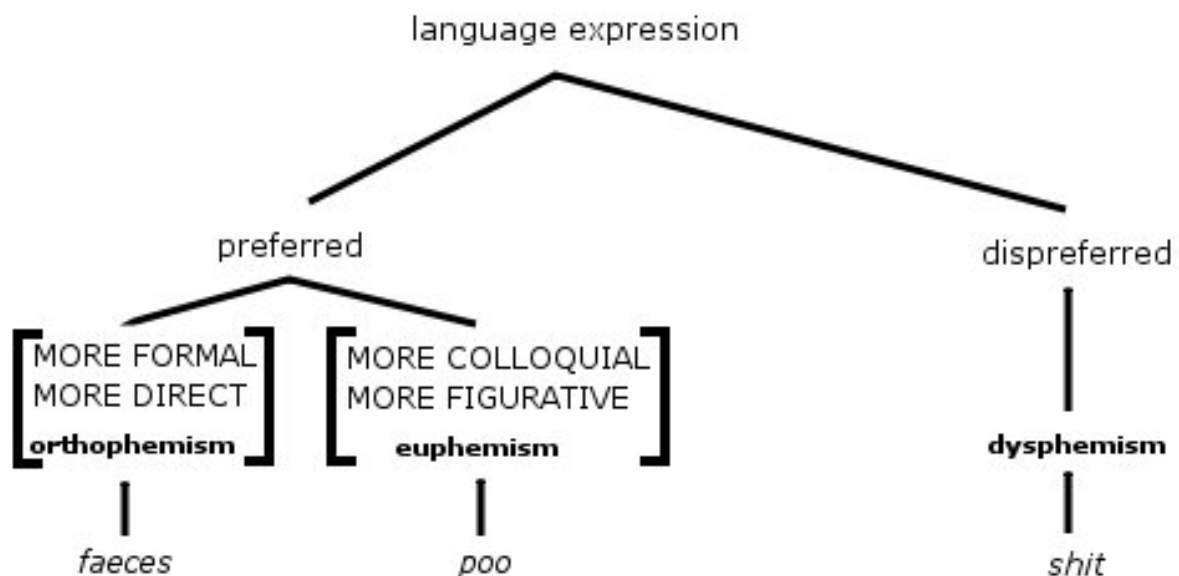 language expression
preferred
dispreferred
MORE FORMAL
MORE DIRECT
orthophemism
MORE COLLOQUIAL
MORE FIGURATIVE
euphemism
dysphemism
faeces
poo
shit